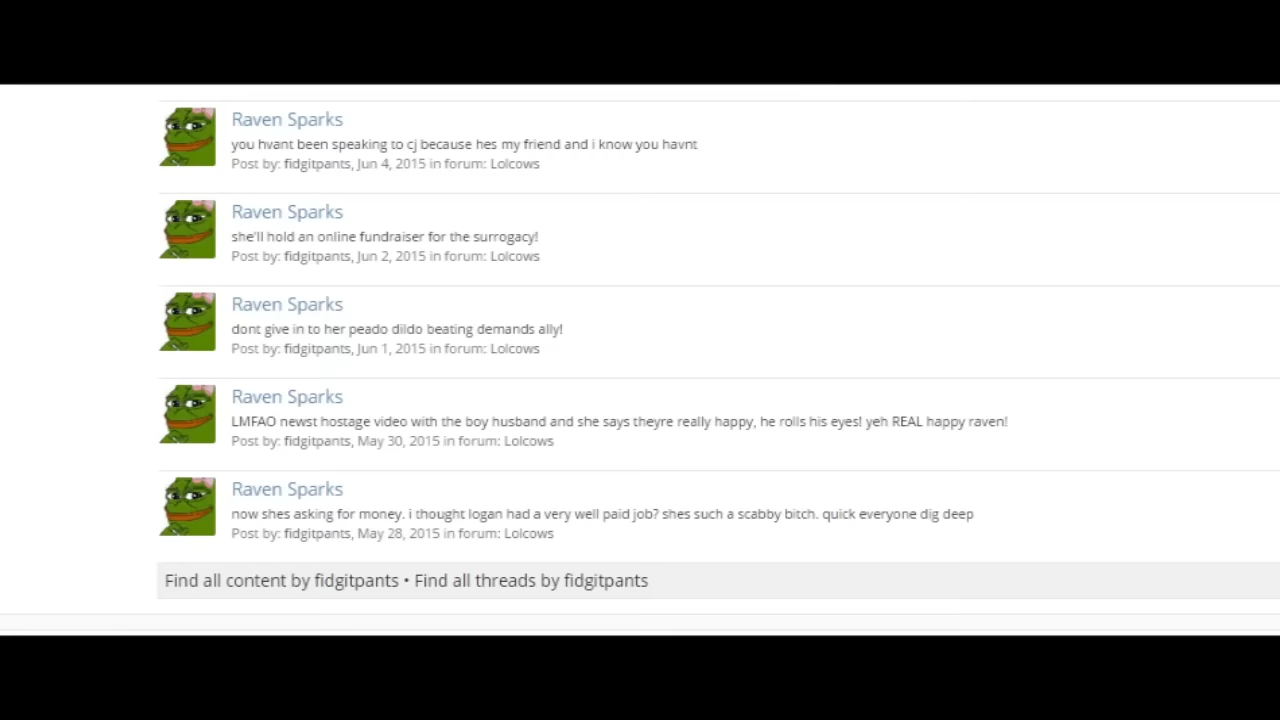 Raven Sparks
you hvant been speaking to cj because hes my friend and i know you havnt
Post by: fidgitpants, Jun 4, 2015 in forum: Lolcows
Raven Sparks
she'll hold an online fundraiser for the surrogacy!
Post by: fidgitpants, Jun 2, 2015 in forum: Lolcows
Raven Sparks
dont give in to her peado dildo beating demands ally!
Post by: fidgitpants, Jun 1, 2015 in forum: Lolcows
Raven Sparks
LMFAO newst hostage video with the boy husband and she says theyre really happy, he rolls his eyes! yeh REAL happy raven!
Post by: fidgitpants, May 30, 2015 in forum: Lolcows
Raven Sparks
now shes asking for money. i thought logan had a very well paid job? shes such a scabby bitch. quick everyone dig deep
Post by: fidgitpants, May 28, 2015 in forum: Lolcows
Find all content by fidgitpants • Find all threads by fidgitpants